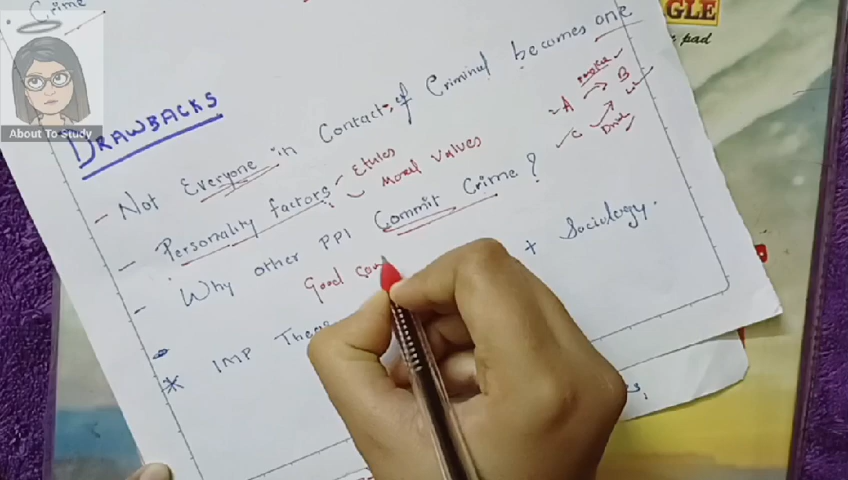 Crime
GLE
pad
About To Study
DRAWBACKS
- Not Everyone in Contact of Criminal becomes one
A → B
C
- Personality factors
Ethics
Moral Values
- Why other PPl Commit Crime ?
Good
* IMP + Sociology.